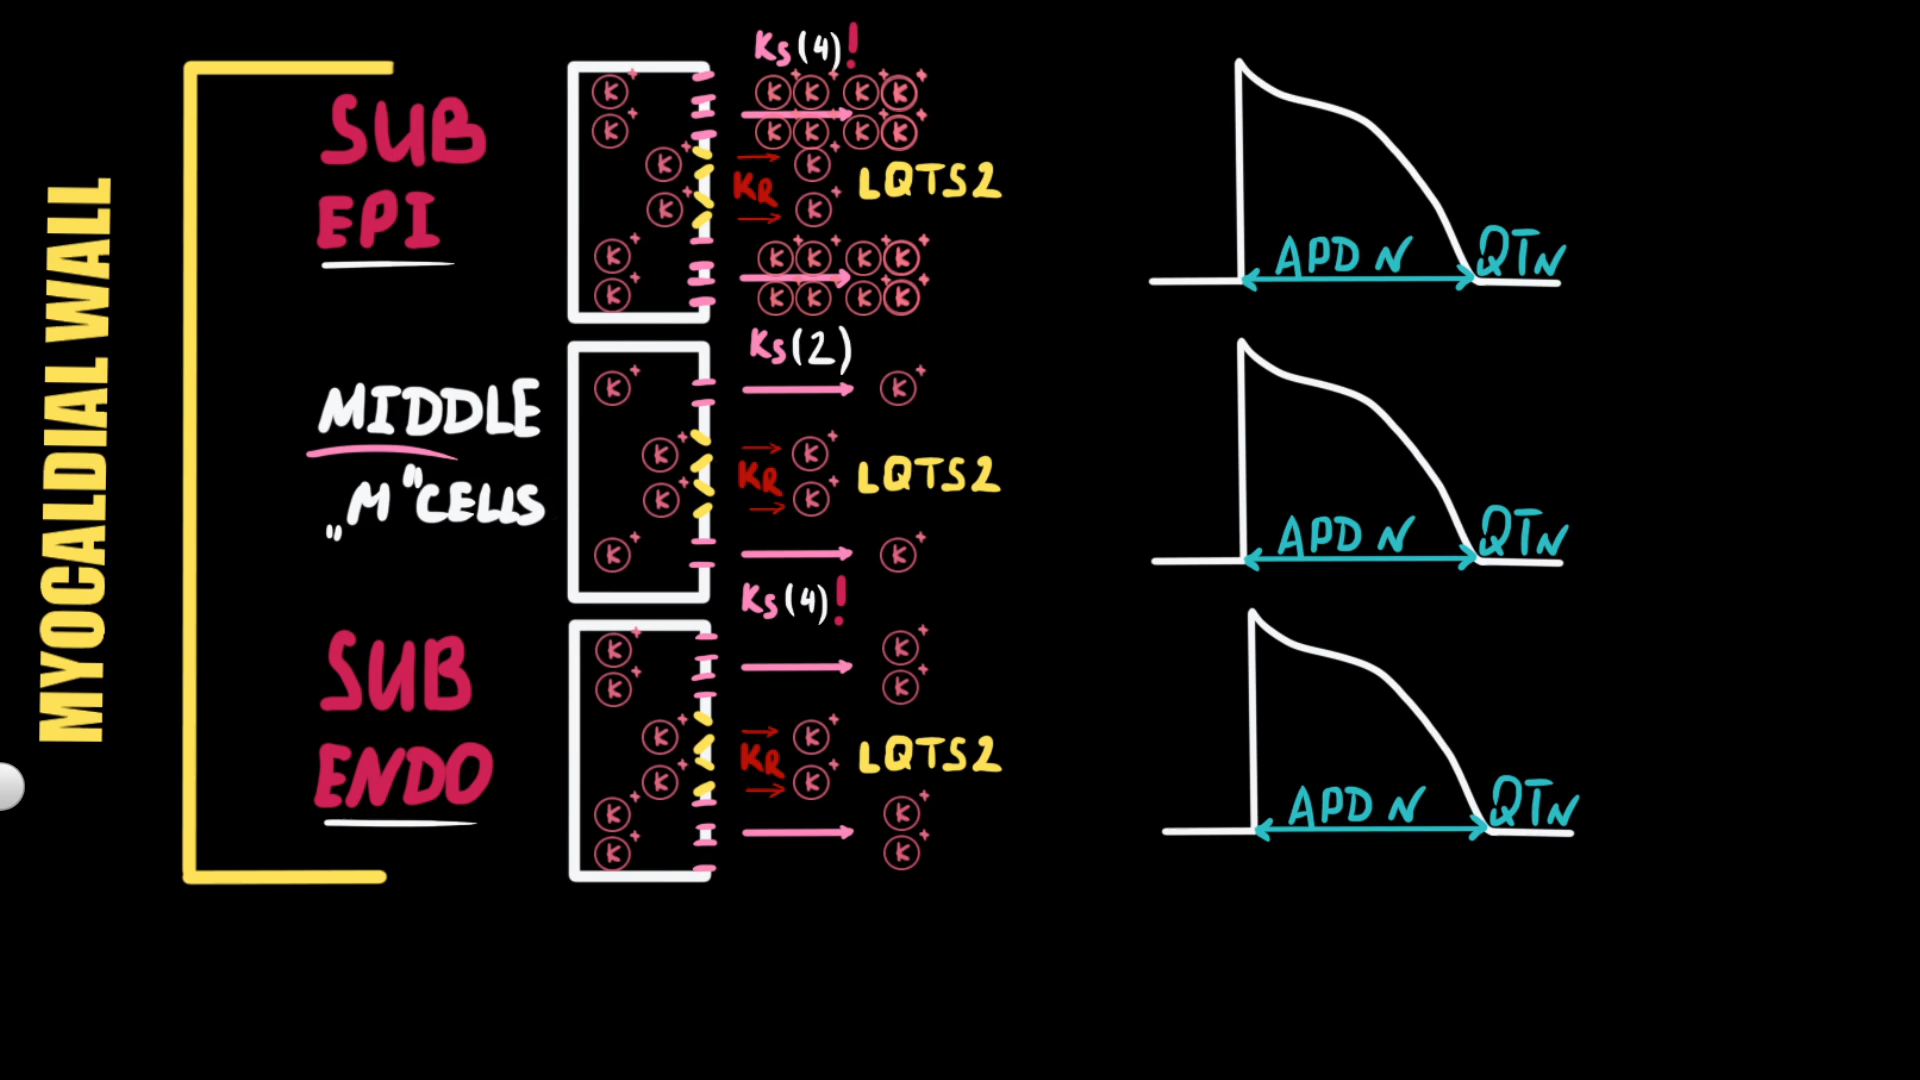 MYOCALDIAL WALL
SUB
EPI
MIDDLE
„M" CELLS
SUB
ENDO
Ks(4)!
K+ K+ K+ K+ K+
K+ K+ K+ K+ K+
K+ KR K+ LQTS2
K+ K+
K+ K+ K+ K+ K+
K+ K+ K+ K+ K+
Ks(2)
K+ K+
K+ KR K+ LQTS2
K+ K+
K+ K+
Ks(4)!
K+ K+
K+ K+
K+ KR K+ LQTS2
K+ K+
K+ K+
K+ K+
APD N QTN
APD N QTN
APD N QTN